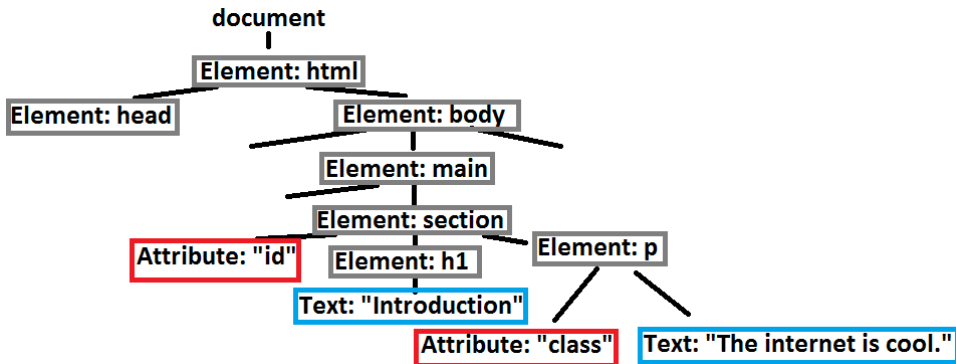 document
Element: html
Element: head
Element: body
Element: main
Element: section
Attribute: "id"
Element: h1
Element: p
Text: "Introduction"
Attribute: "class"
Text: "The internet is cool."